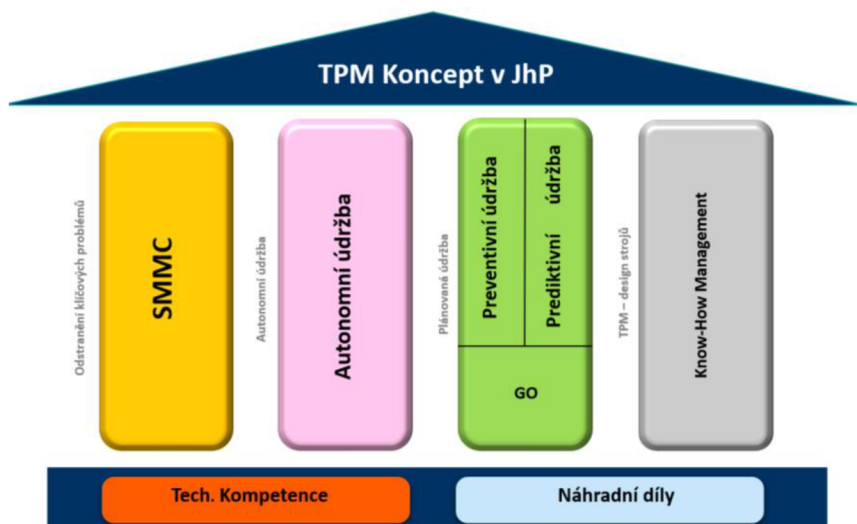 TPM Koncept v JhP
Odstranění klíčových problémů
SMMC
Autonomní údržba
Autonomní údržba
Plánovaná údržba
Preventivní údržba
Prediktivní údržba
GO
TPM – design strojů
Know-How Management
Tech. Kompetence
Náhradní díly